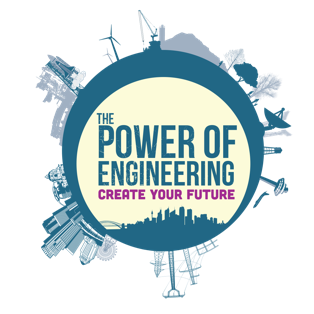 THE
POWER OF
ENGINEERING
CREATE YOUR FUTURE